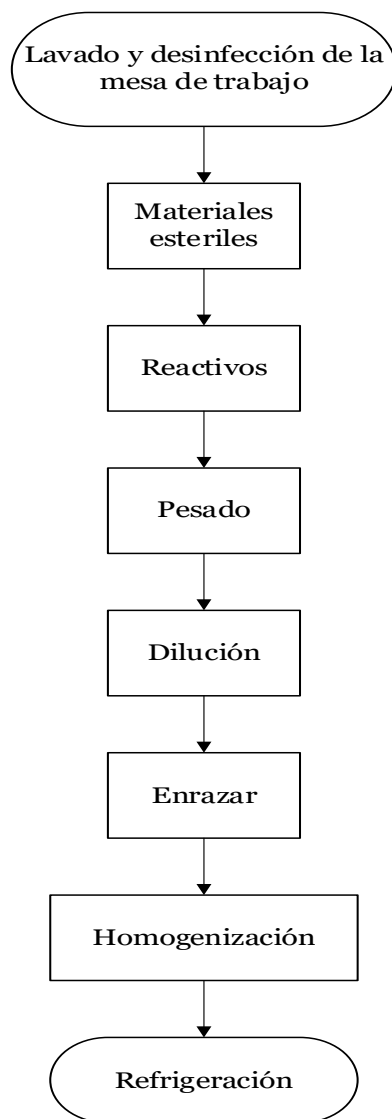 Lavado y desinfección de la
mesa de trabajo
Materiales
esteriles
Reactivos
Pesado
Dilución
Enrazar
Homogenización
Refrigeración